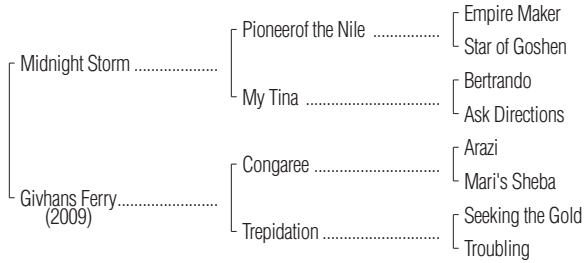 Empire Maker
Pioneerof the Nile ..................
Star of Goshen
Midnight Storm ......................
Bertrando
My Tina ....................................
Ask Directions
Arazi
Congaree ..................................
Mari's Sheba
Givhans Ferry..........................
(2009)
Seeking the Gold
Trepidation ...............................
Troubling